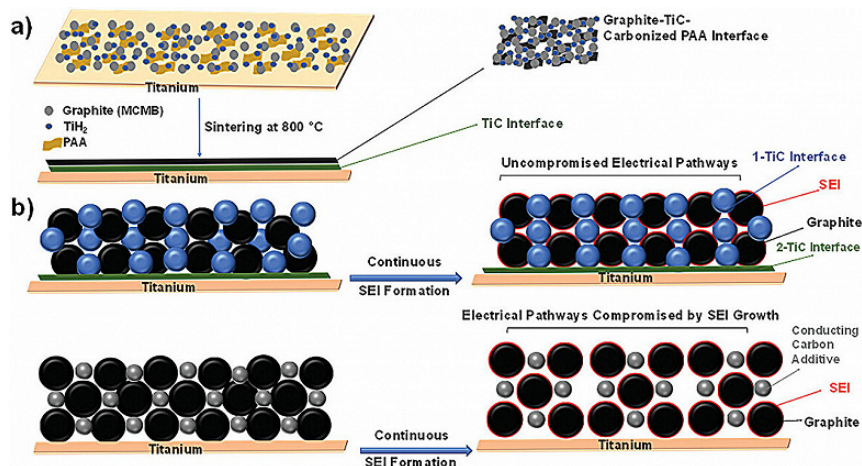 a)
Graphite-TiC-
Carbonized PAA Interface
Titanium
Graphite (MCMB)
TiH2
PAA
Sintering at 800 °C
TiC Interface
Titanium
b)
Uncompromised Electrical Pathways
1-TiC Interface
SEI
Graphite
2-TiC Interface
Titanium
Continuous
SEI Formation
Titanium
Electrical Pathways Compromised by SEI Growth
Conducting
Carbon
Additive
SEI
Graphite
Titanium
Continuous
SEI Formation
Titanium